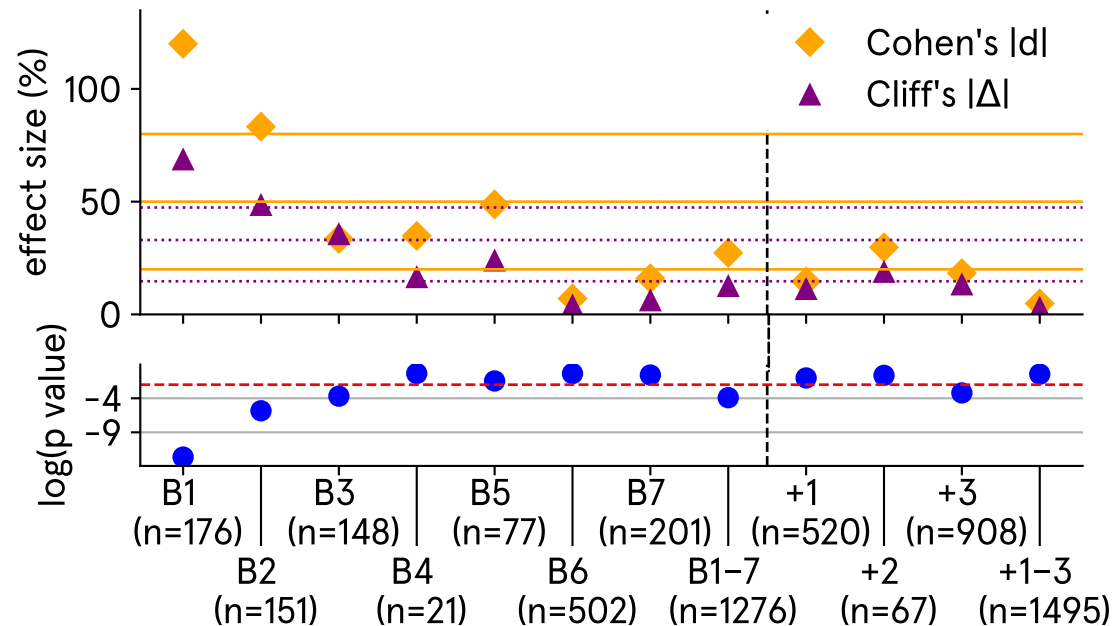 Cohen's |d|
Cliff's |Δ|
effect size (%)
100
50
0
log(p value)
−4
−9
B1
(n=176)
B2
(n=151)
B3
(n=148)
B4
(n=21)
B5
(n=77)
B6
(n=502)
B7
(n=201)
B1−7
(n=1276)
+1
(n=520)
+2
(n=67)
+3
(n=908)
+1−3
(n=1495)